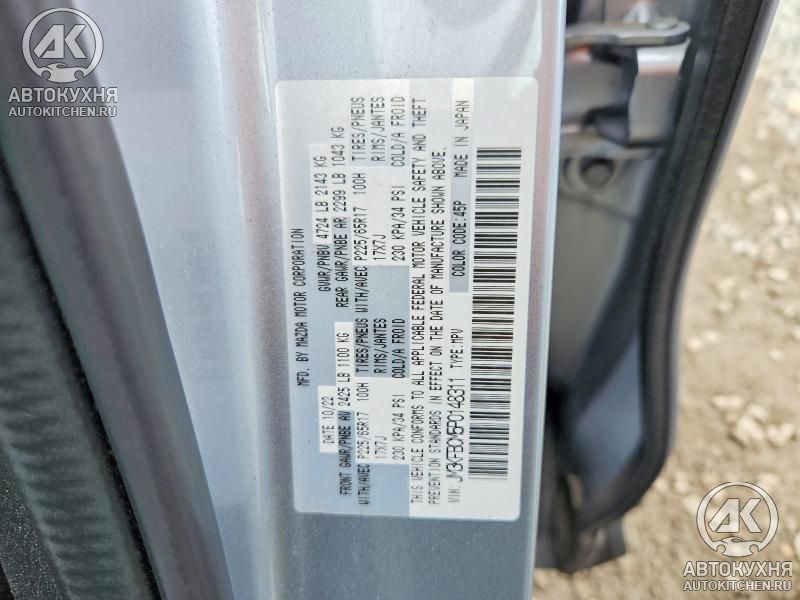 АК
АВТОКУХНЯ
AUTOKITCHEN.RU
MFD. BY MAZDA MOTOR CORPORATION
DATE 10/22 GVWR/PNBV 4724 LB 2143 KG
FRONT GAWR/PNBE AV 2425 LB 1100 KG REAR GAWR/PNBE AR 2299 LB 1043 KG
WITH/AVEC P225/65R17 100H TIRES/PNEUS WITH/AVEC P225/65R17 100H TIRES/PNEUS
17X7J RIMS/JANTES 17X7J RIMS/JANTES
230 KPA/34 PSI COLD/A FROID 230 KPA/34 PSI COLD/A FROID
THIS VEHICLE CONFORMS TO ALL APPLICABLE FEDERAL MOTOR VEHICLE SAFETY AND THEFT
PREVENTION STANDARDS IN EFFECT ON THE DATE OF MANUFACTURE SHOWN ABOVE.
VIN: JM3KFBCM5P0148311 TYPE:MPV
COLOR CODE:45P MADE IN JAPAN
АК
АВТОКУХНЯ
AUTOKITCHEN.RU